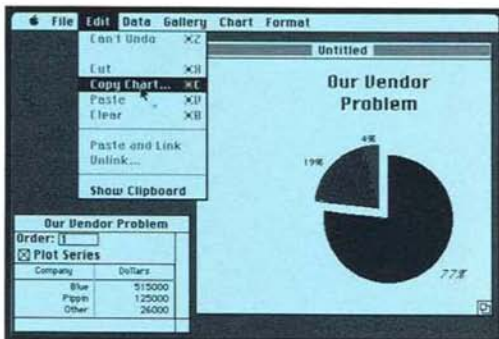 File Edit Data Gallery Chart Format
Can't Undo ⌘Z
Cut ⌘X
Copy Chart... ⌘C
Paste ⌘V
Clear ⌘B
Paste and Link
Unlink...
Show Clipboard
Untitled
Our Vendor
Problem
4%
19%
77%
Our Vendor Problem
Order: 1
Plot Series
Company Dollars
Blue 515000
Pippin 125000
Other 26000